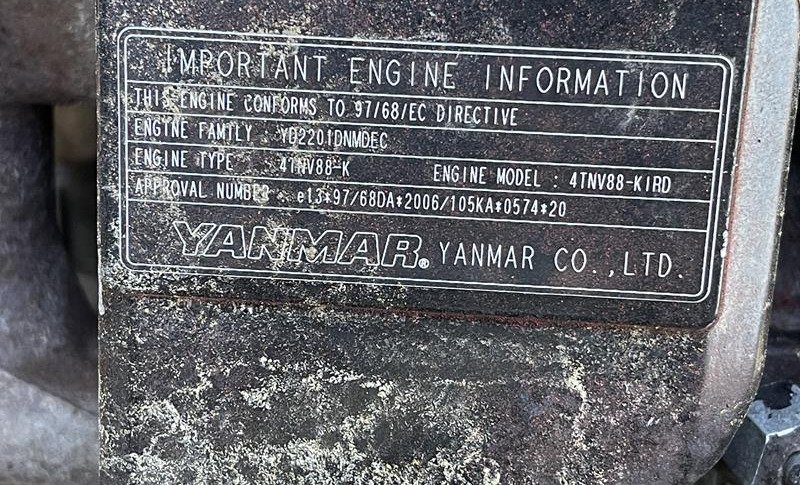 IMPORTANT ENGINE INFORMATION
THIS ENGINE CONFORMS TO 97/68/EC DIRECTIVE
ENGINE FAMILY : YD2201DNMDEC
ENGINE TYPE : 4TNV88-K ENGINE MODEL : 4TNV88-KIRD
APPROVAL NUMBER : e13*97/68DA*2006/105KA*0574*20
YANMAR® YANMAR CO.,LTD.